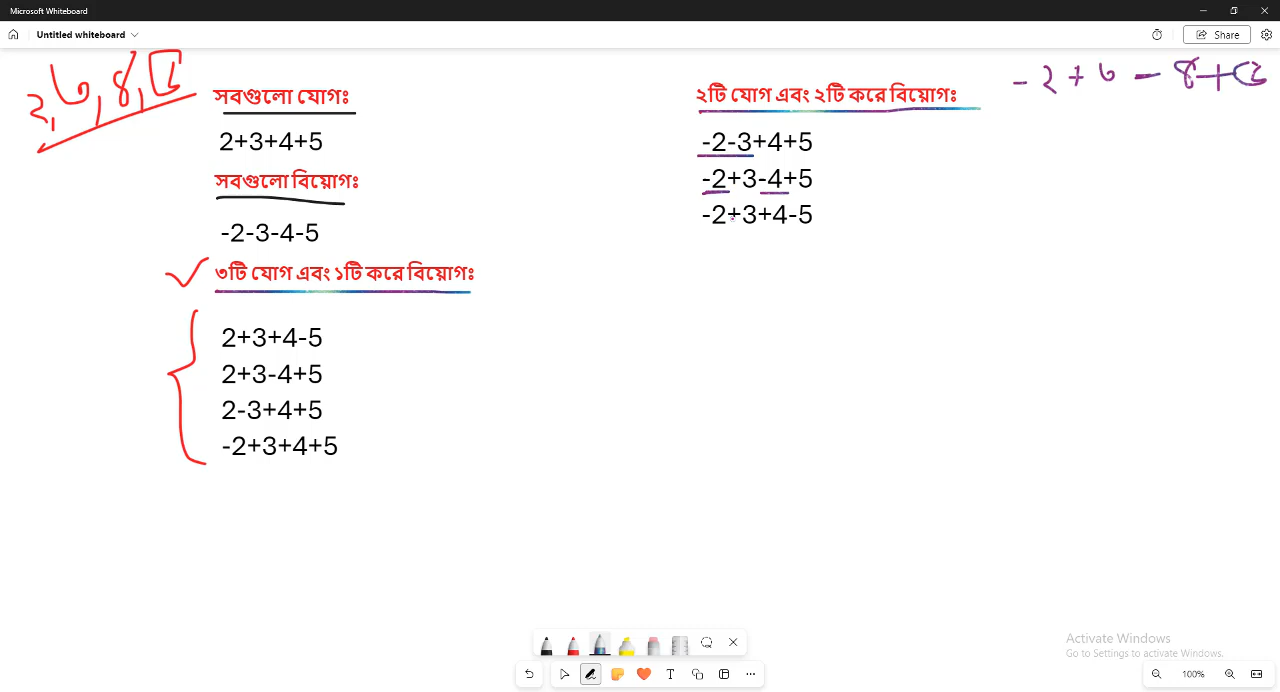 Microsoft Whiteboard
Untitled whiteboard
Share
২, ৩, ৪, ৫
সবগুলো যোগঃ
2+3+4+5
সবগুলো বিয়োগঃ
-2-3-4-5
৩টি যোগ এবং ১টি করে বিয়োগঃ
2+3+4-5
2+3-4+5
2-3+4+5
-2+3+4+5
২টি যোগ এবং ২টি করে বিয়োগঃ
-2-3+4+5
-2+3-4+5
-2+3+4-5
- ২ + ৩ - ৪ + ৫
Activate Windows
Go to Settings to activate Windows.
100%